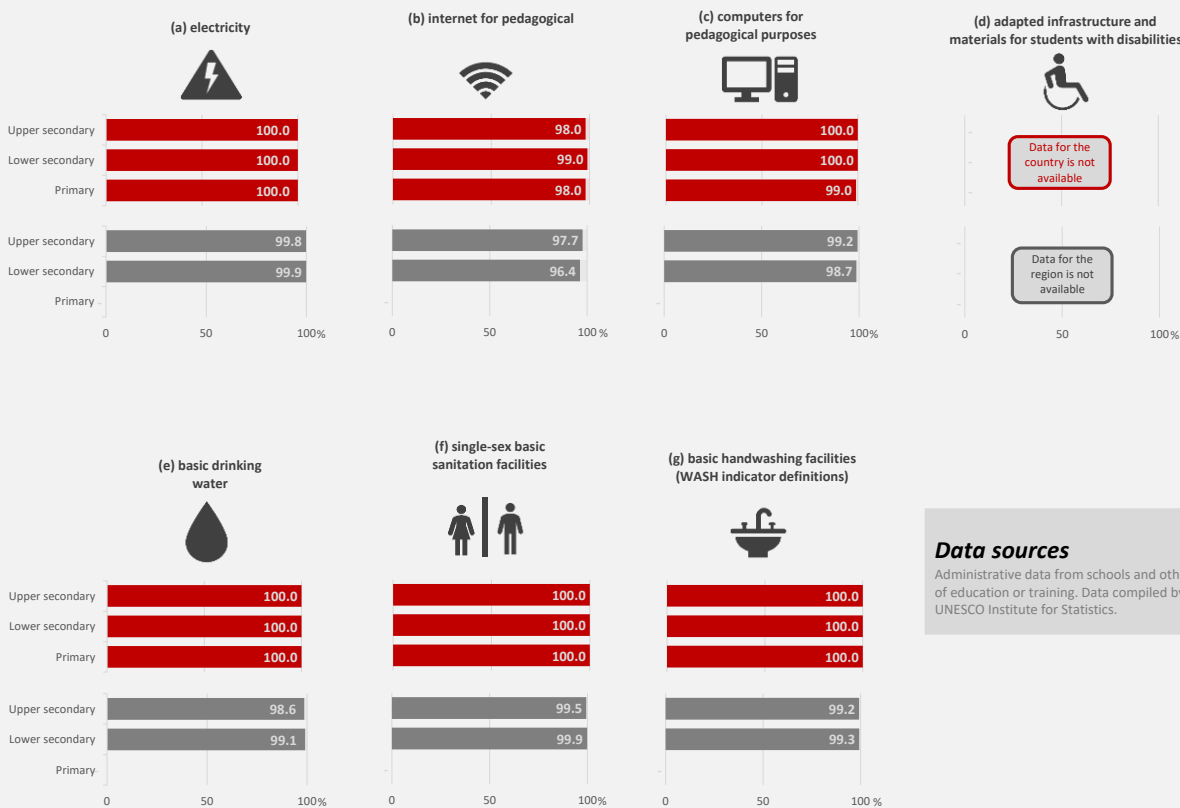 (a) electricity
(b) internet for pedagogical
(c) computers for
pedagogical purposes
(d) adapted infrastructure and
materials for students with disabilities
Upper secondary
100.0
98.0
100.0
Lower secondary
100.0
99.0
100.0
Primary
100.0
98.0
99.0
Data for the
country is not
available
Upper secondary
99.8
97.7
99.2
Lower secondary
99.9
96.4
98.7
Primary
Data for the
region is not
available
0 50 100%
0 50 100%
0 50 100%
0 50 100%
(e) basic drinking
water
(f) single-sex basic
sanitation facilities
(g) basic handwashing facilities
(WASH indicator definitions)
Upper secondary
100.0
100.0
100.0
Lower secondary
100.0
100.0
100.0
Primary
100.0
100.0
100.0
Upper secondary
98.6
99.5
99.2
Lower secondary
99.1
99.9
99.3
Primary
0 50 100%
0 50 100%
0 50 100%
Data sources
Administrative data from schools and
of education or training. Data compiled
UNESCO Institute for Statistics.